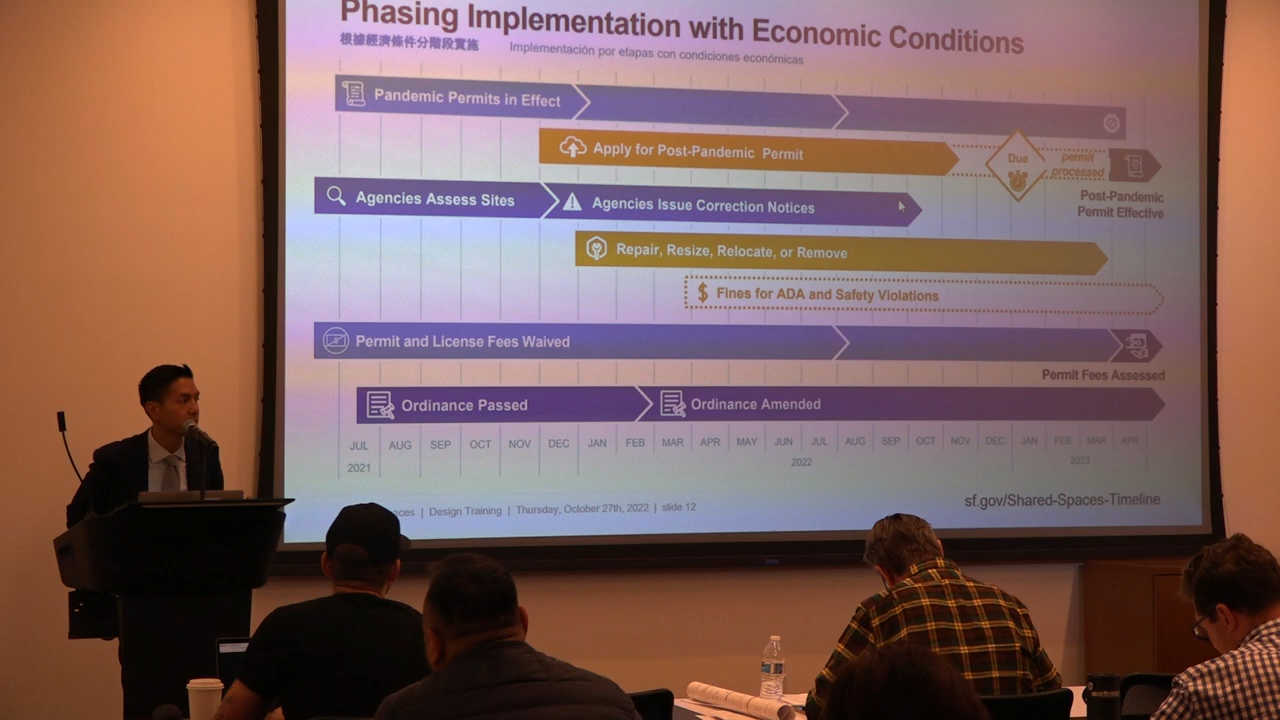 Phasing Implementation with Economic Conditions
根據經濟條件分階段實施 Implementación por etapas con condiciones económicas
Pandemic Permits in Effect
Apply for Post-Pandemic Permit
Due
permit
processed
Post-Pandemic
Permit Effective
Agencies Assess Sites
Agencies Issue Correction Notices
Repair, Resize, Relocate, or Remove
$ Fines for ADA and Safety Violations
Permit and License Fees Waived
Permit Fees Assessed
Ordinance Passed
Ordinance Amended
JUL AUG SEP OCT NOV DEC JAN FEB MAR APR MAY JUN JUL AUG SEP OCT NOV DEC JAN FEB MAR APR
2021 2022 2023
| Design Training | Thursday, October 27th, 2022 | slide 12
sf.gov/Shared-Spaces-Timeline